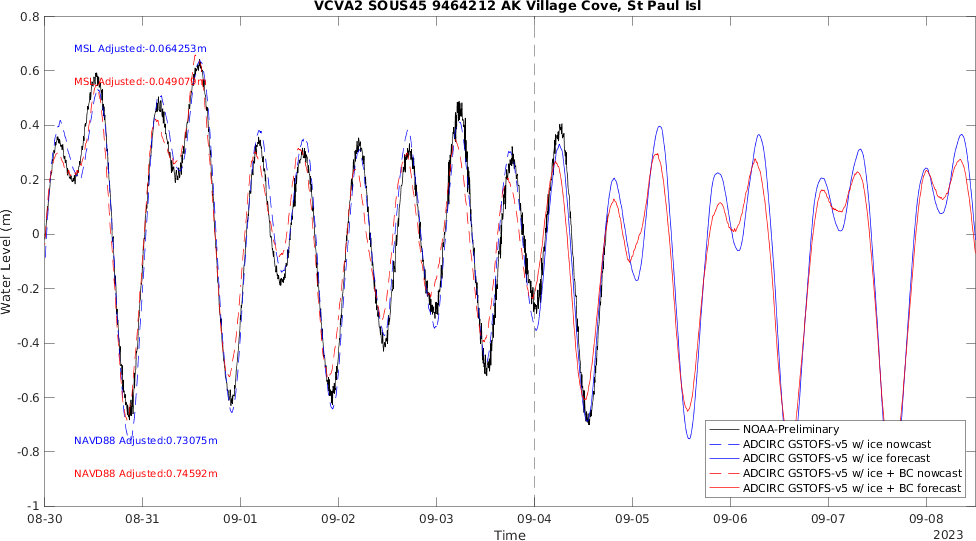 VCVA2 SOUS45 9464212 AK Village Cove, St Paul Isl
0.8
0.6
0.4
0.2
0
-0.2
-0.4
-0.6
-0.8
-1
Water Level (m)
MSL Adjusted:-0.064253m
MSL Adjusted:-0.049079m
NAVD88 Adjusted:0.73075m
NAVD88 Adjusted:0.74592m
NOAA-Preliminary
ADCIRC GSTOFS-v5 w/ ice nowcast
ADCIRC GSTOFS-v5 w/ ice forecast
ADCIRC GSTOFS-v5 w/ ice + BC nowcast
ADCIRC GSTOFS-v5 w/ ice + BC forecast
08-30 08-31 09-01 09-02 09-03 09-04 09-05 09-06 09-07 09-08
Time
2023